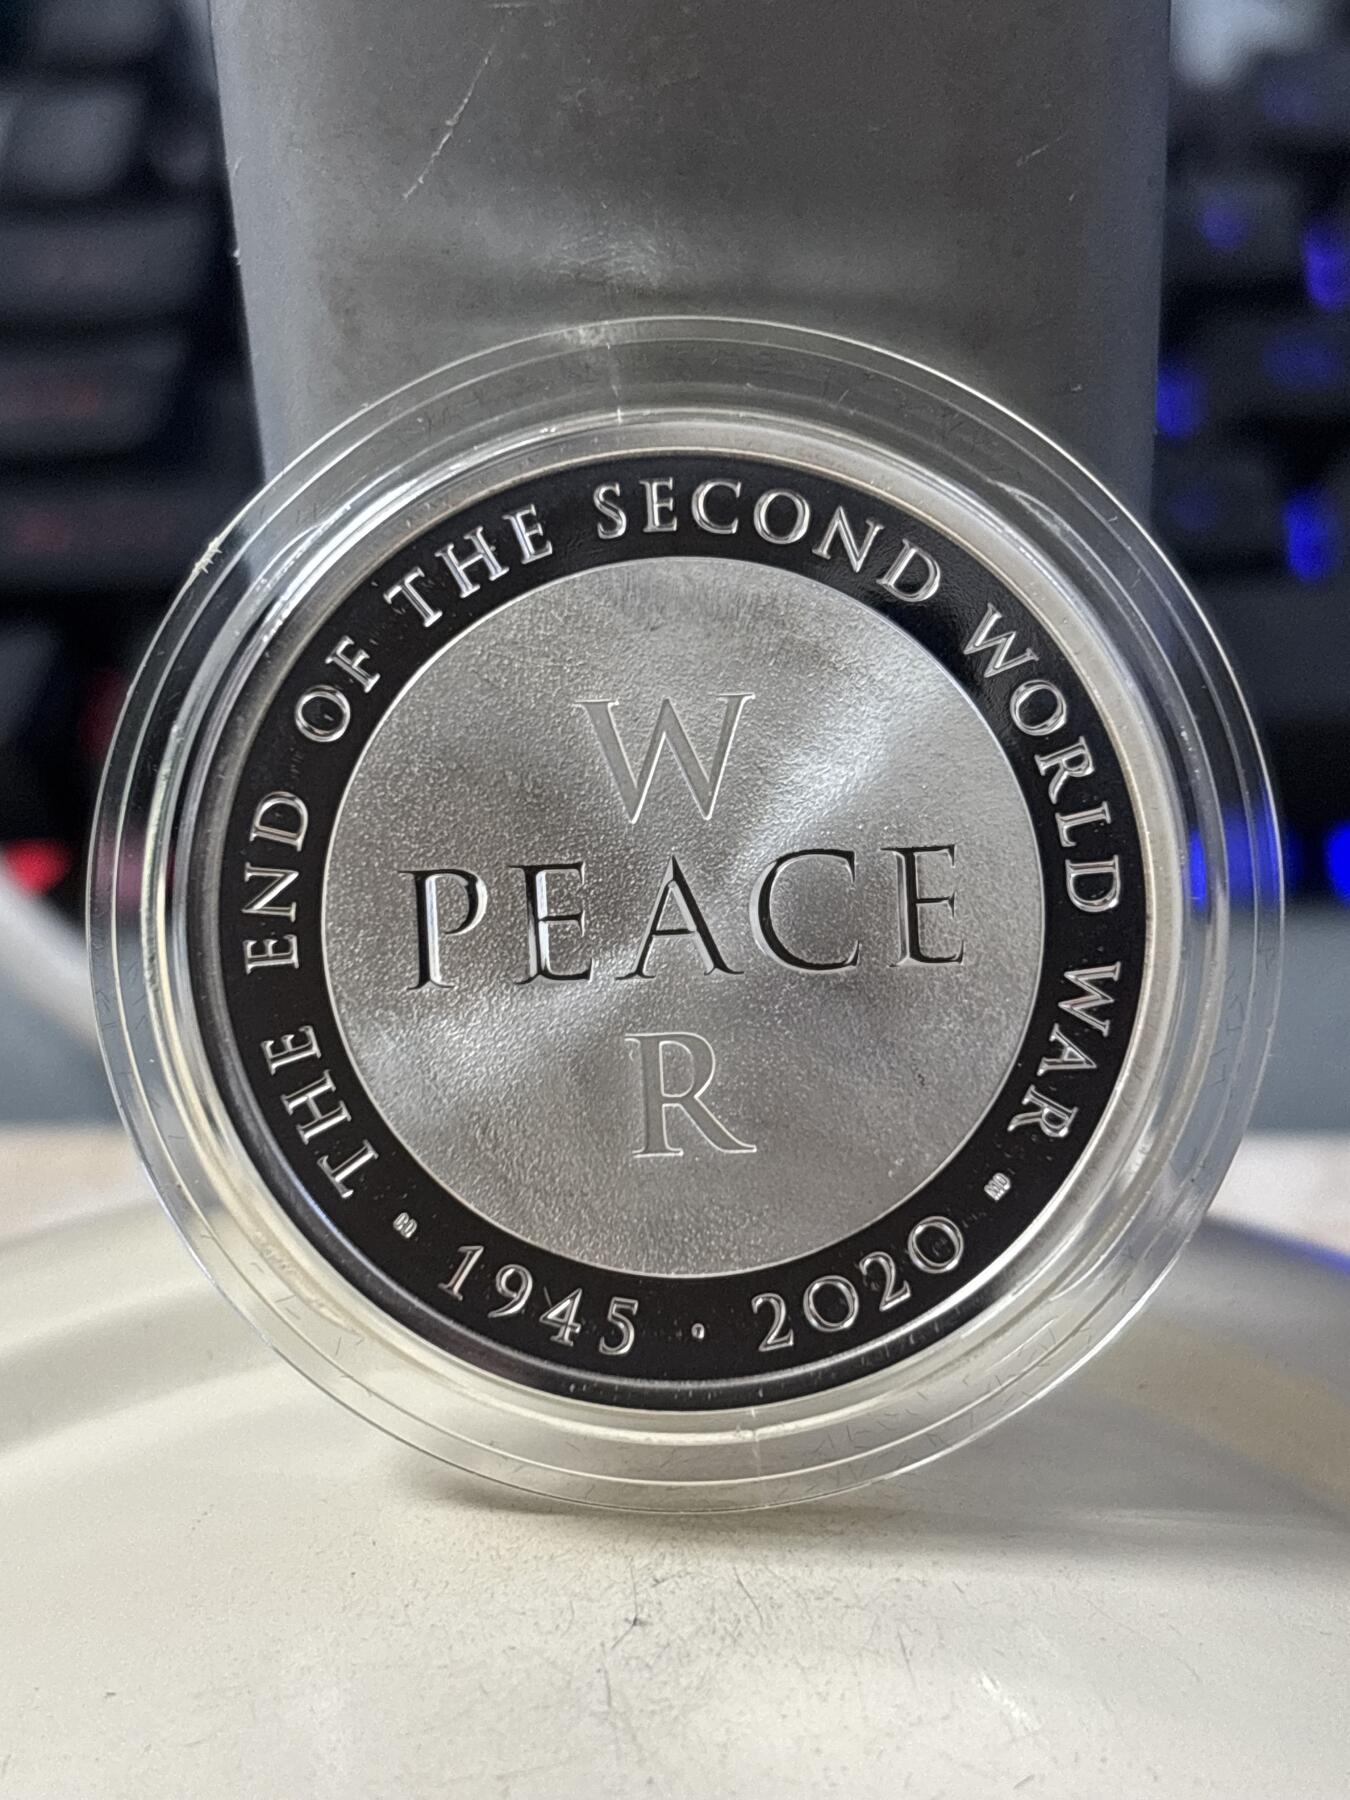 THE END OF THE SECOND WORLD WAR
1945 · 2020
W
PEACE
R